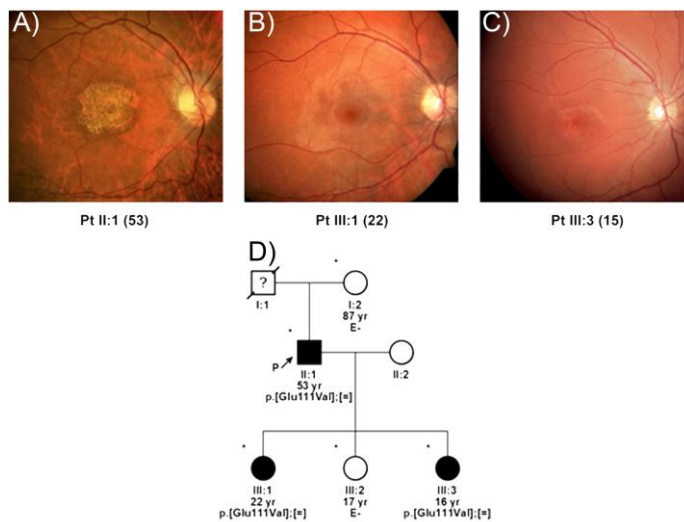 A)
B)
C)
Pt II:1 (53)
Pt III:1 (22)
Pt III:3 (15)
D)
?
I:1
I:2
87 yr
E-
P
II:1
53 yr
p.[Glu111Val];[=]
II:2
III:1
22 yr
p.[Glu111Val];[=]
III:2
17 yr
E-
III:3
16 yr
p.[Glu111Val];[=]